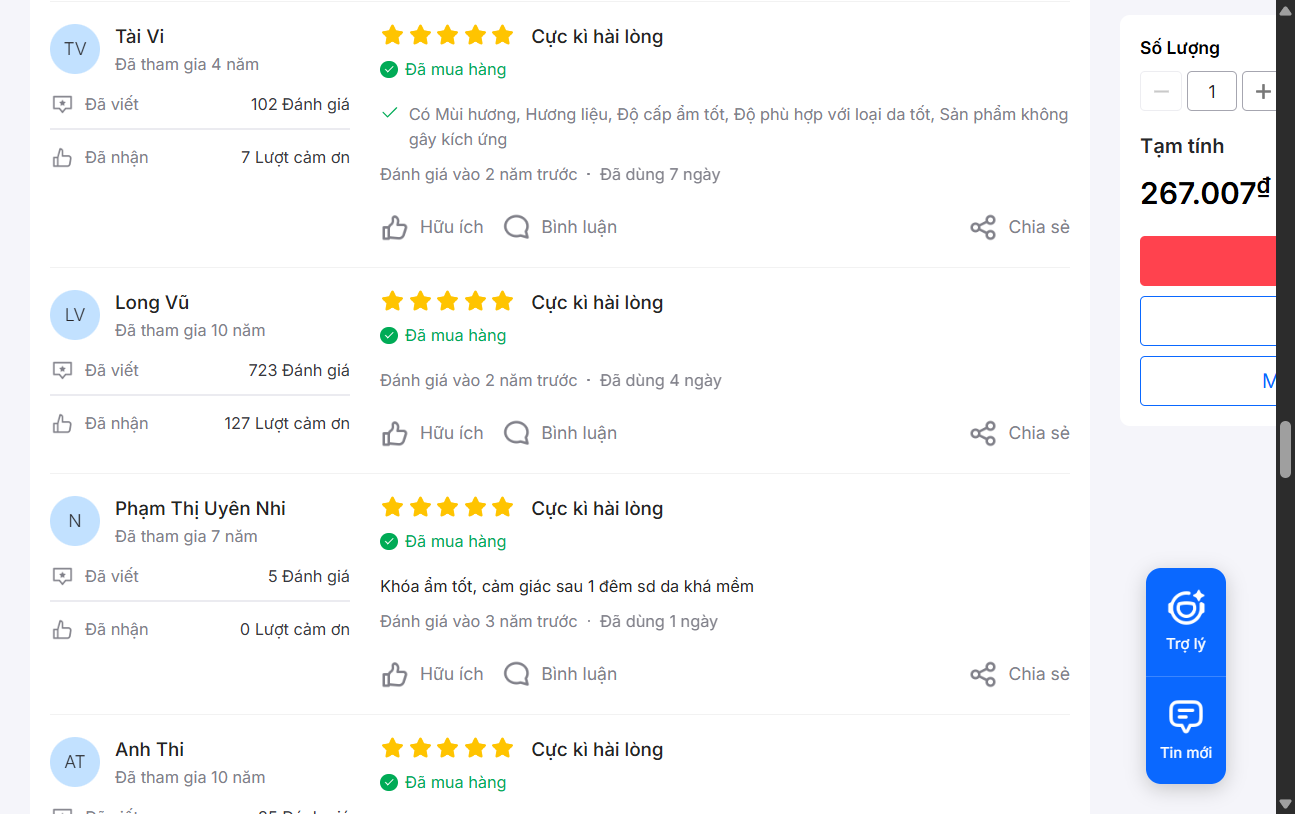 TV
Tài Vi
Đã tham gia 4 năm
Đã viết 102 Đánh giá
Đã nhận 7 Lượt cảm ơn
Cực kì hài lòng
Đã mua hàng
Có Mùi hương, Hương liệu, Độ cấp ẩm tốt, Độ phù hợp với loại da tốt, Sản phẩm không
gây kích ứng
Đánh giá vào 2 năm trước · Đã dùng 7 ngày
Hữu ích Bình luận Chia sẻ
LV
Long Vũ
Đã tham gia 10 năm
Đã viết 723 Đánh giá
Đã nhận 127 Lượt cảm ơn
Cực kì hài lòng
Đã mua hàng
Đánh giá vào 2 năm trước · Đã dùng 4 ngày
Hữu ích Bình luận Chia sẻ
N
Phạm Thị Uyên Nhi
Đã tham gia 7 năm
Đã viết 5 Đánh giá
Đã nhận 0 Lượt cảm ơn
Cực kì hài lòng
Đã mua hàng
Khóa ẩm tốt, cảm giác sau 1 đêm sd da khá mềm
Đánh giá vào 3 năm trước · Đã dùng 1 ngày
Hữu ích Bình luận Chia sẻ
AT
Anh Thi
Đã tham gia 10 năm
Cực kì hài lòng
Đã mua hàng
Số Lượng
1
Tạm tính
267.007₫
Trợ lý
Tin mới